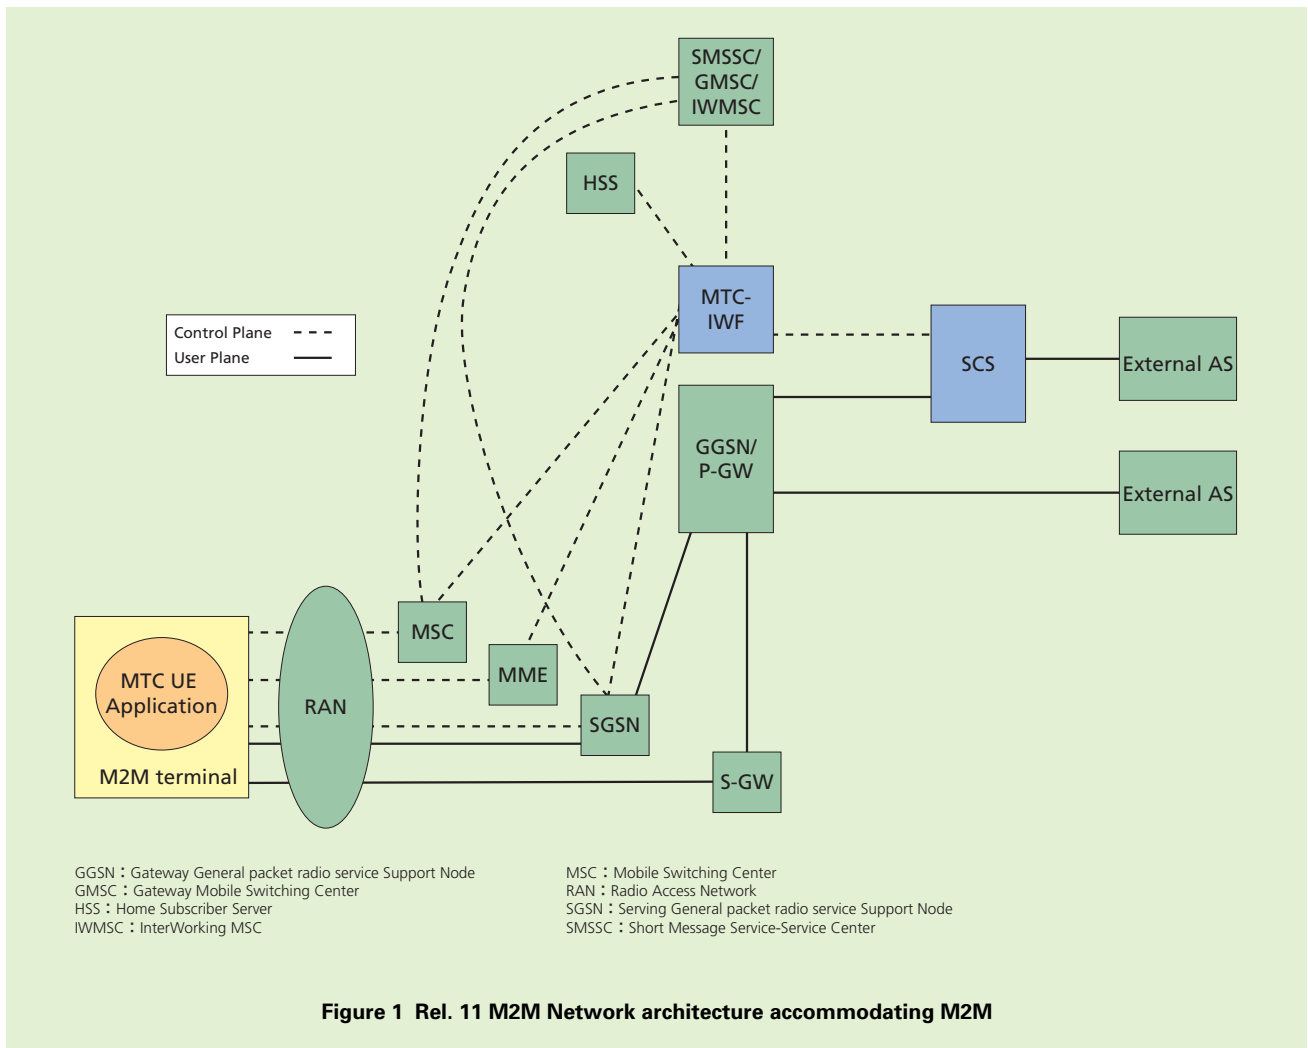 SMSSC/
GMSC/
IWMSC
HSS
MTC-
IWF
Control Plane
User Plane
SCS
External AS
GGSN/
P-GW
External AS
MSC
MTC UE
Application
RAN
MME
SGSN
M2M terminal
S-GW
GGSN：Gateway General packet radio service Support Node
GMSC：Gateway Mobile Switching Center
HSS：Home Subscriber Server
IWMSC：InterWorking MSC
MSC：Mobile Switching Center
RAN：Radio Access Network
SGSN：Serving General packet radio service Support Node
SMSSC：Short Message Service-Service Center
Figure 1 Rel. 11 M2M Network architecture accommodating M2M